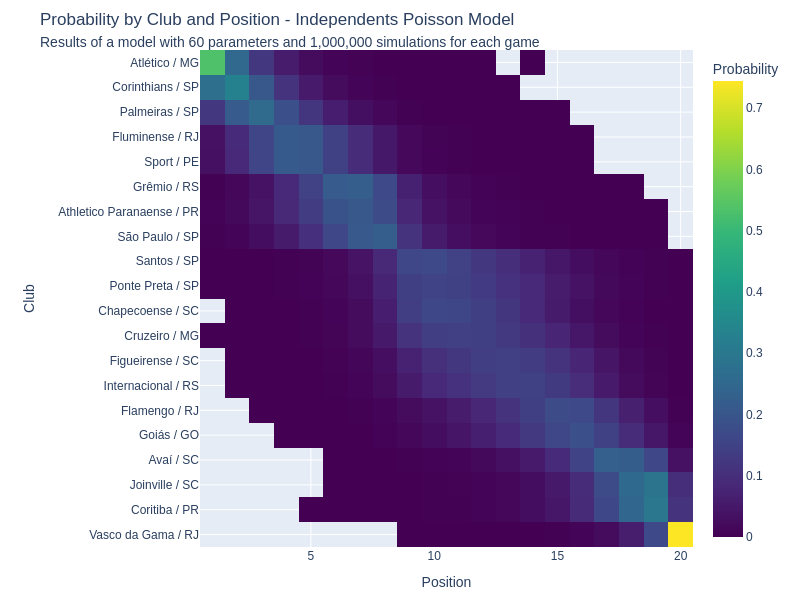 Probability by Club and Position - Independents Poisson Model
Results of a model with 60 parameters and 1,000,000 simulations for each game
Probability
Atlético / MG
Corinthians / SP
Palmeiras / SP
Fluminense / RJ
Sport / PE
Grêmio / RS
Athletico Paranaense / PR
São Paulo / SP
Santos / SP
Ponte Preta / SP
Chapecoense / SC
Cruzeiro / MG
Figueirense / SC
Internacional / RS
Flamengo / RJ
Goiás / GO
Avaí / SC
Joinville / SC
Coritiba / PR
Vasco da Gama / RJ
Club
5
10
15
20
Position
0.7
0.6
0.5
0.4
0.3
0.2
0.1
0